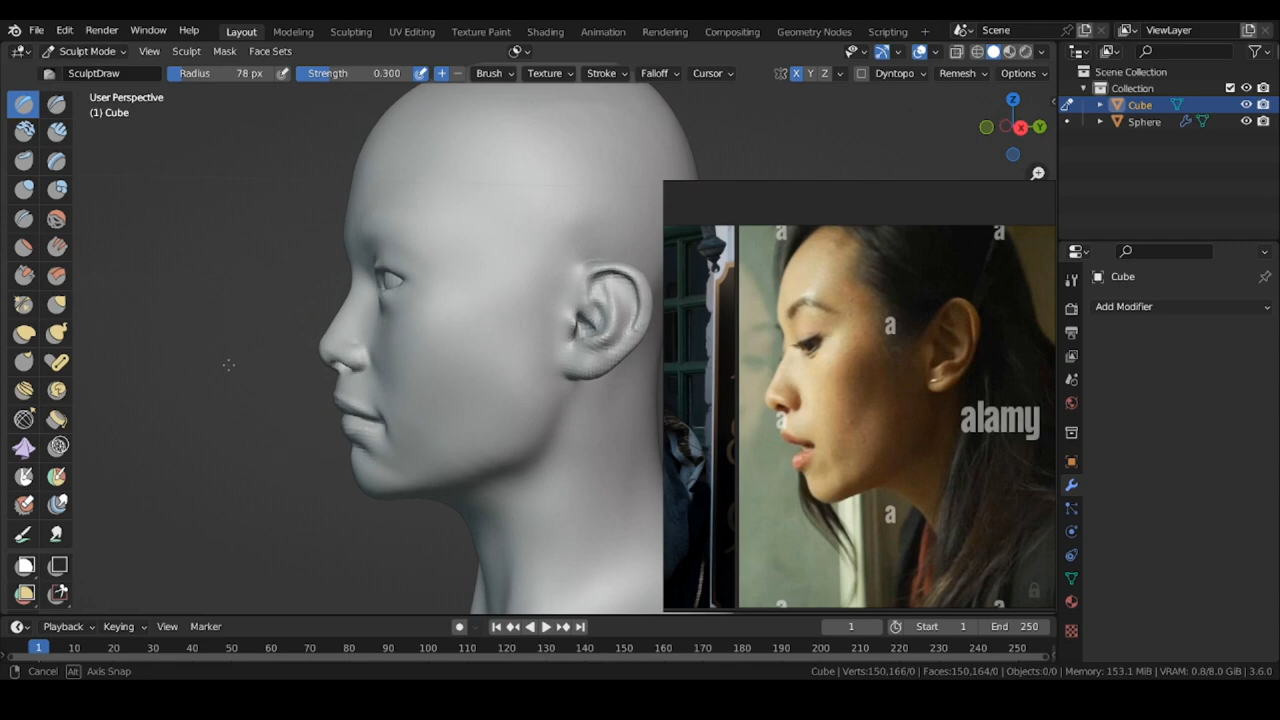 File Edit Render Window Help Layout Modeling Sculpting UV Editing Texture Paint Shading Animation Rendering Compositing Geometry Nodes Scripting + Scene ViewLayer
Sculpt Mode View Sculpt Mask Face Sets
SculptDraw Radius 78 px Strength 0.300 + − Brush Texture Stroke Falloff Cursor X Y Z Dyntopo Remesh Options
Scene Collection
Collection
Cube
Sphere
User Perspective
(1) Cube
Z
X Y
Cube
Add Modifier
a a
a
a
alamy
a
a a
Playback Keying View Marker 1 Start 1 End 250
1 10 20 30 40 50 60 70 80 90 100 110 120 130 140 150 160 170 180 190 200 210 220 230 240 250
Cancel Alt Axis Snap Cube | Verts:150,166/0 | Faces:150,164/0 | Objects:0/0 | Memory: 153.1 MiB | VRAM: 0.8/8.0 GiB | 3.6.0